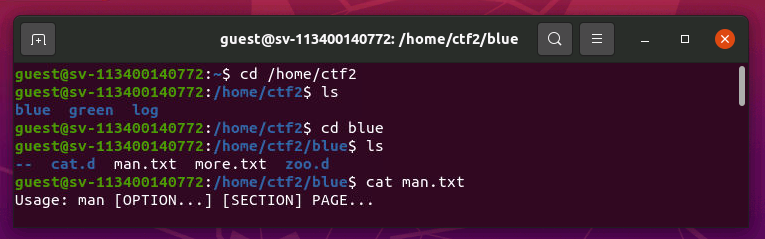 guest@sv-113400140772: /home/ctf2/blue
guest@sv-113400140772:~$ cd /home/ctf2
guest@sv-113400140772:/home/ctf2$ ls
blue  green  log
guest@sv-113400140772:/home/ctf2$ cd blue
guest@sv-113400140772:/home/ctf2/blue$ ls
--  cat.d  man.txt  more.txt  zoo.d
guest@sv-113400140772:/home/ctf2/blue$ cat man.txt
Usage: man [OPTION...] [SECTION] PAGE...